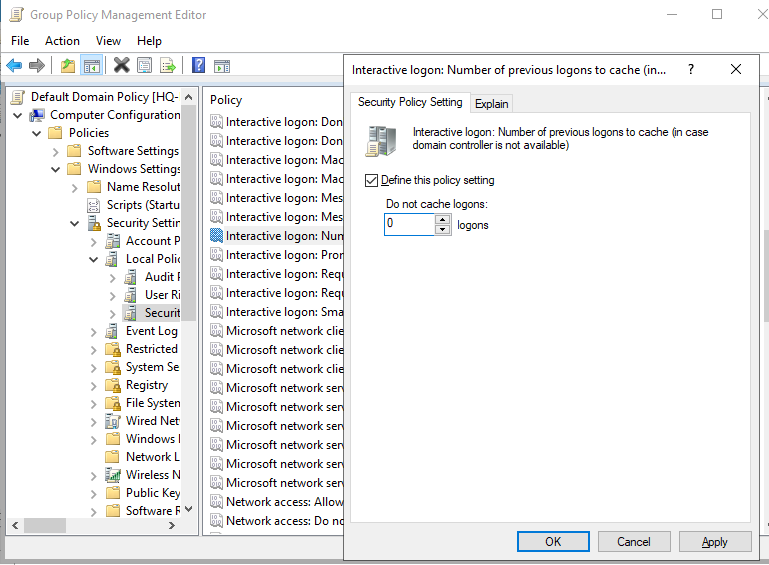 Group Policy Management Editor
File Action View Help
Default Domain Policy [HQ-
Computer Configuration
Policies
Software Settings
Windows Settings
Name Resolut
Scripts (Startu
Security Settin
Account P
Local Polic
Audit P
User Ri
Securit
Event Log
Restricted
System Se
Registry
File System
Wired Net
Windows I
Network L
Wireless N
Public Key
Software R
Policy
Interactive logon: Don
Interactive logon: Don
Interactive logon: Mac
Interactive logon: Mac
Interactive logon: Mes
Interactive logon: Mes
Interactive logon: Num
Interactive logon: Pron
Interactive logon: Requ
Interactive logon: Requ
Interactive logon: Sma
Microsoft network clie
Microsoft network clie
Microsoft network clie
Microsoft network serv
Microsoft network serv
Microsoft network serv
Microsoft network serv
Microsoft network serv
Network access: Allow
Network access: Do no
Interactive logon: Number of previous logons to cache (in...
Security Policy Setting Explain
Interactive logon: Number of previous logons to cache (in case
domain controller is not available)
Define this policy setting
Do not cache logons:
0 logons
OK Cancel Apply